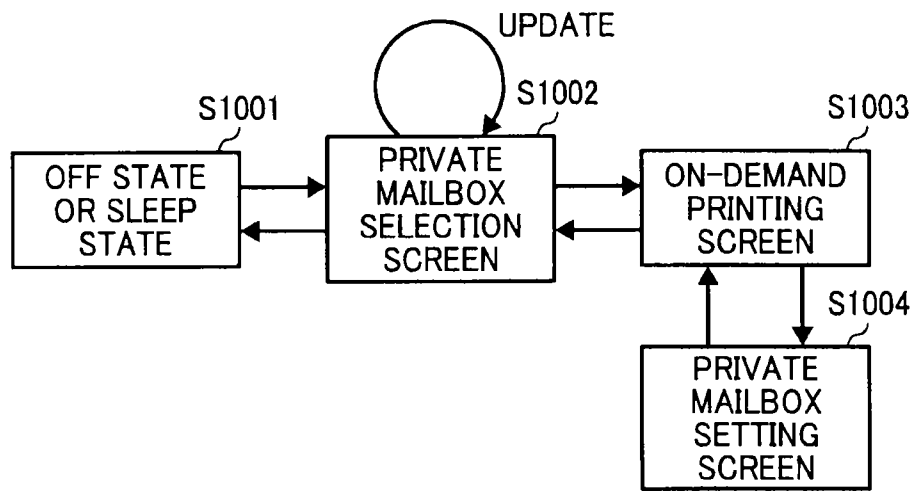 UPDATE
S1001
OFF STATE
OR SLEEP
STATE
S1002
PRIVATE
MAILBOX
SELECTION
SCREEN
S1003
ON-DEMAND
PRINTING
SCREEN
S1004
PRIVATE
MAILBOX
SETTING
SCREEN